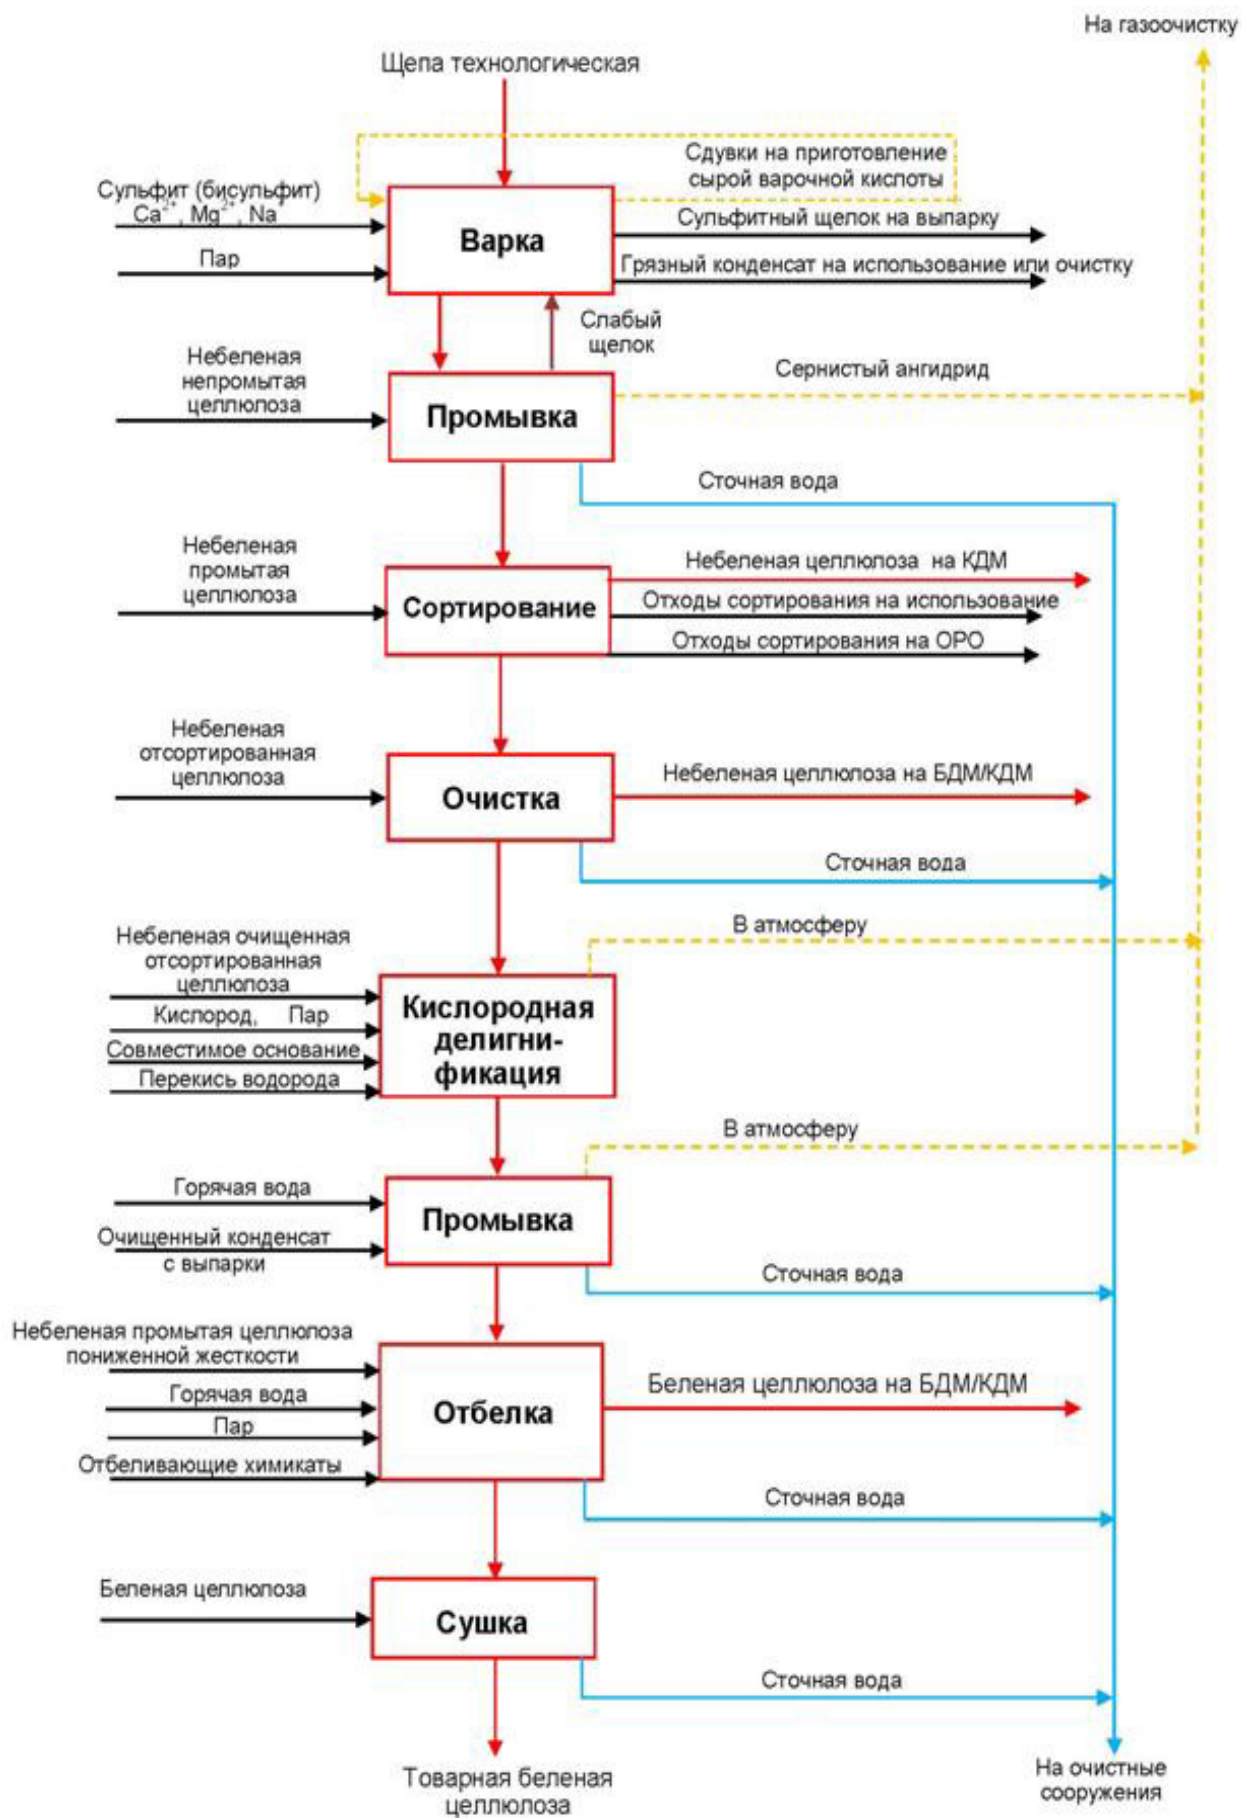 На газоочистку
Щепа технологическая
Сдувки на приготовление
сырой варочной кислоты
Сульфит (бисульфит)
Ca²⁺, Mg²⁺, Na⁺
Варка
Сульфитный щелок на выпарку
Пар
Грязный конденсат на использование или очистку
Слабый
щелок
Небеленая
непромытая
целлюлоза
Сернистый ангидрид
Промывка
Сточная вода
Небеленая
промытая
целлюлоза
Небеленая целлюлоза на КДМ
Сортирование
Отходы сортирования на использование
Отходы сортирования на ОРО
Небеленая
отсортированная
целлюлоза
Небеленая целлюлоза на БДМ/КДМ
Очистка
Сточная вода
В атмосферу
Небеленая очищенная
отсортированная
целлюлоза
Кислород, Пар
Совместимое основание
Перекись водорода
Кислородная
делигни-
фикация
В атмосферу
Горячая вода
Очищенный конденсат
с выпарки
Промывка
Сточная вода
Небеленая промытая целлюлоза
пониженной жесткости
Горячая вода
Пар
Отбеливающие химикаты
Отбелка
Беленая целлюлоза на БДМ/КДМ
Сточная вода
Беленая целлюлоза
Сушка
Сточная вода
Товарная беленая
целлюлоза
На очистные
сооружения